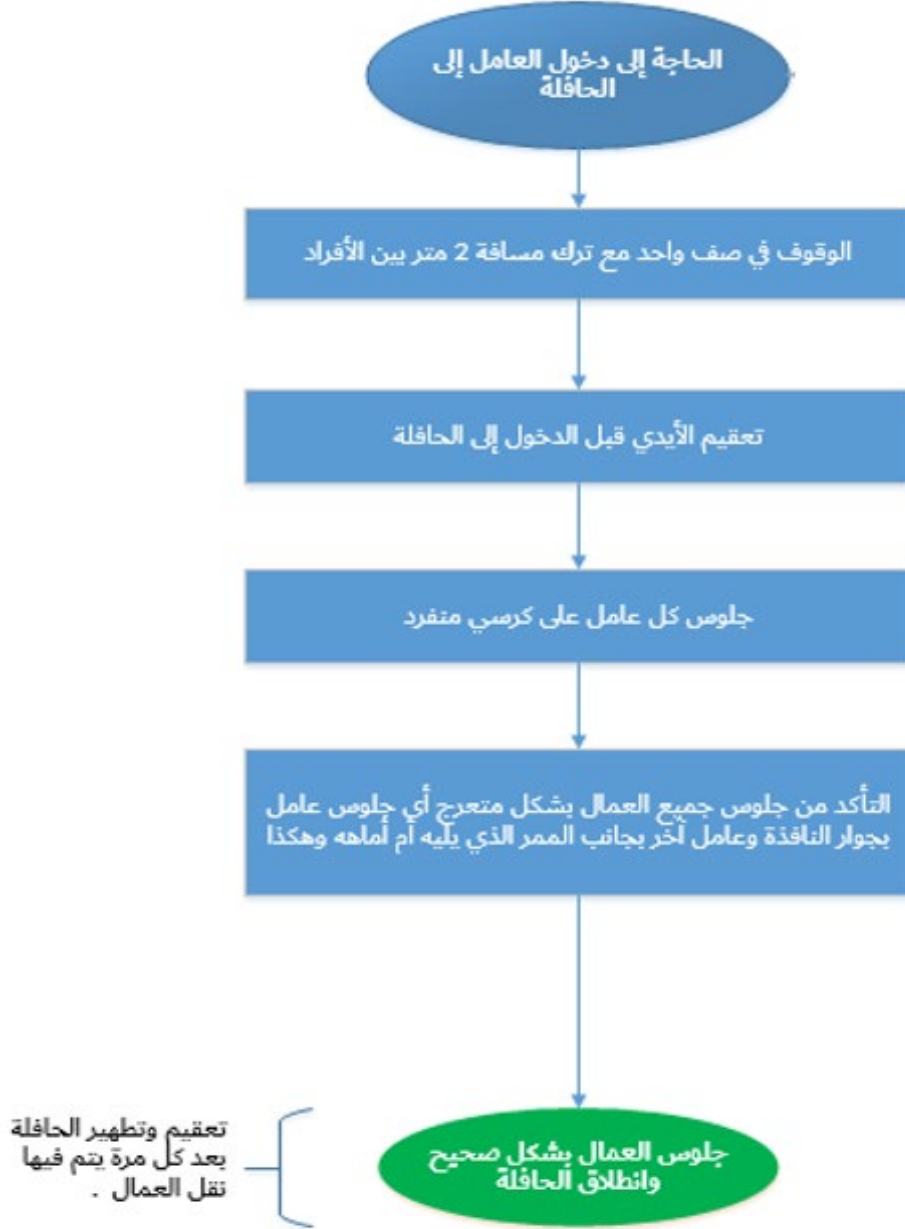 الحاجة إلى دخول العامل إلى
الحافلة
الوقوف في صف واحد مع ترك مسافة 2 متر بين الأفراد
تعقيم الأيدي قبل الدخول إلى الحافلة
جلوس كل عامل على كرسي منفرد
التأكد من جلوس جميع العمال بشكل متعرج أي جلوس عامل
بجوار النافذة وعامل آخر بجانب الممر الذي يليه أم أماهه وهكذا
جلوس العمال بشكل صحيح
وانطلاق الحافلة
تعقيم وتطهير الحافلة
بعد كل مرة يتم فيها
نقل العمال .